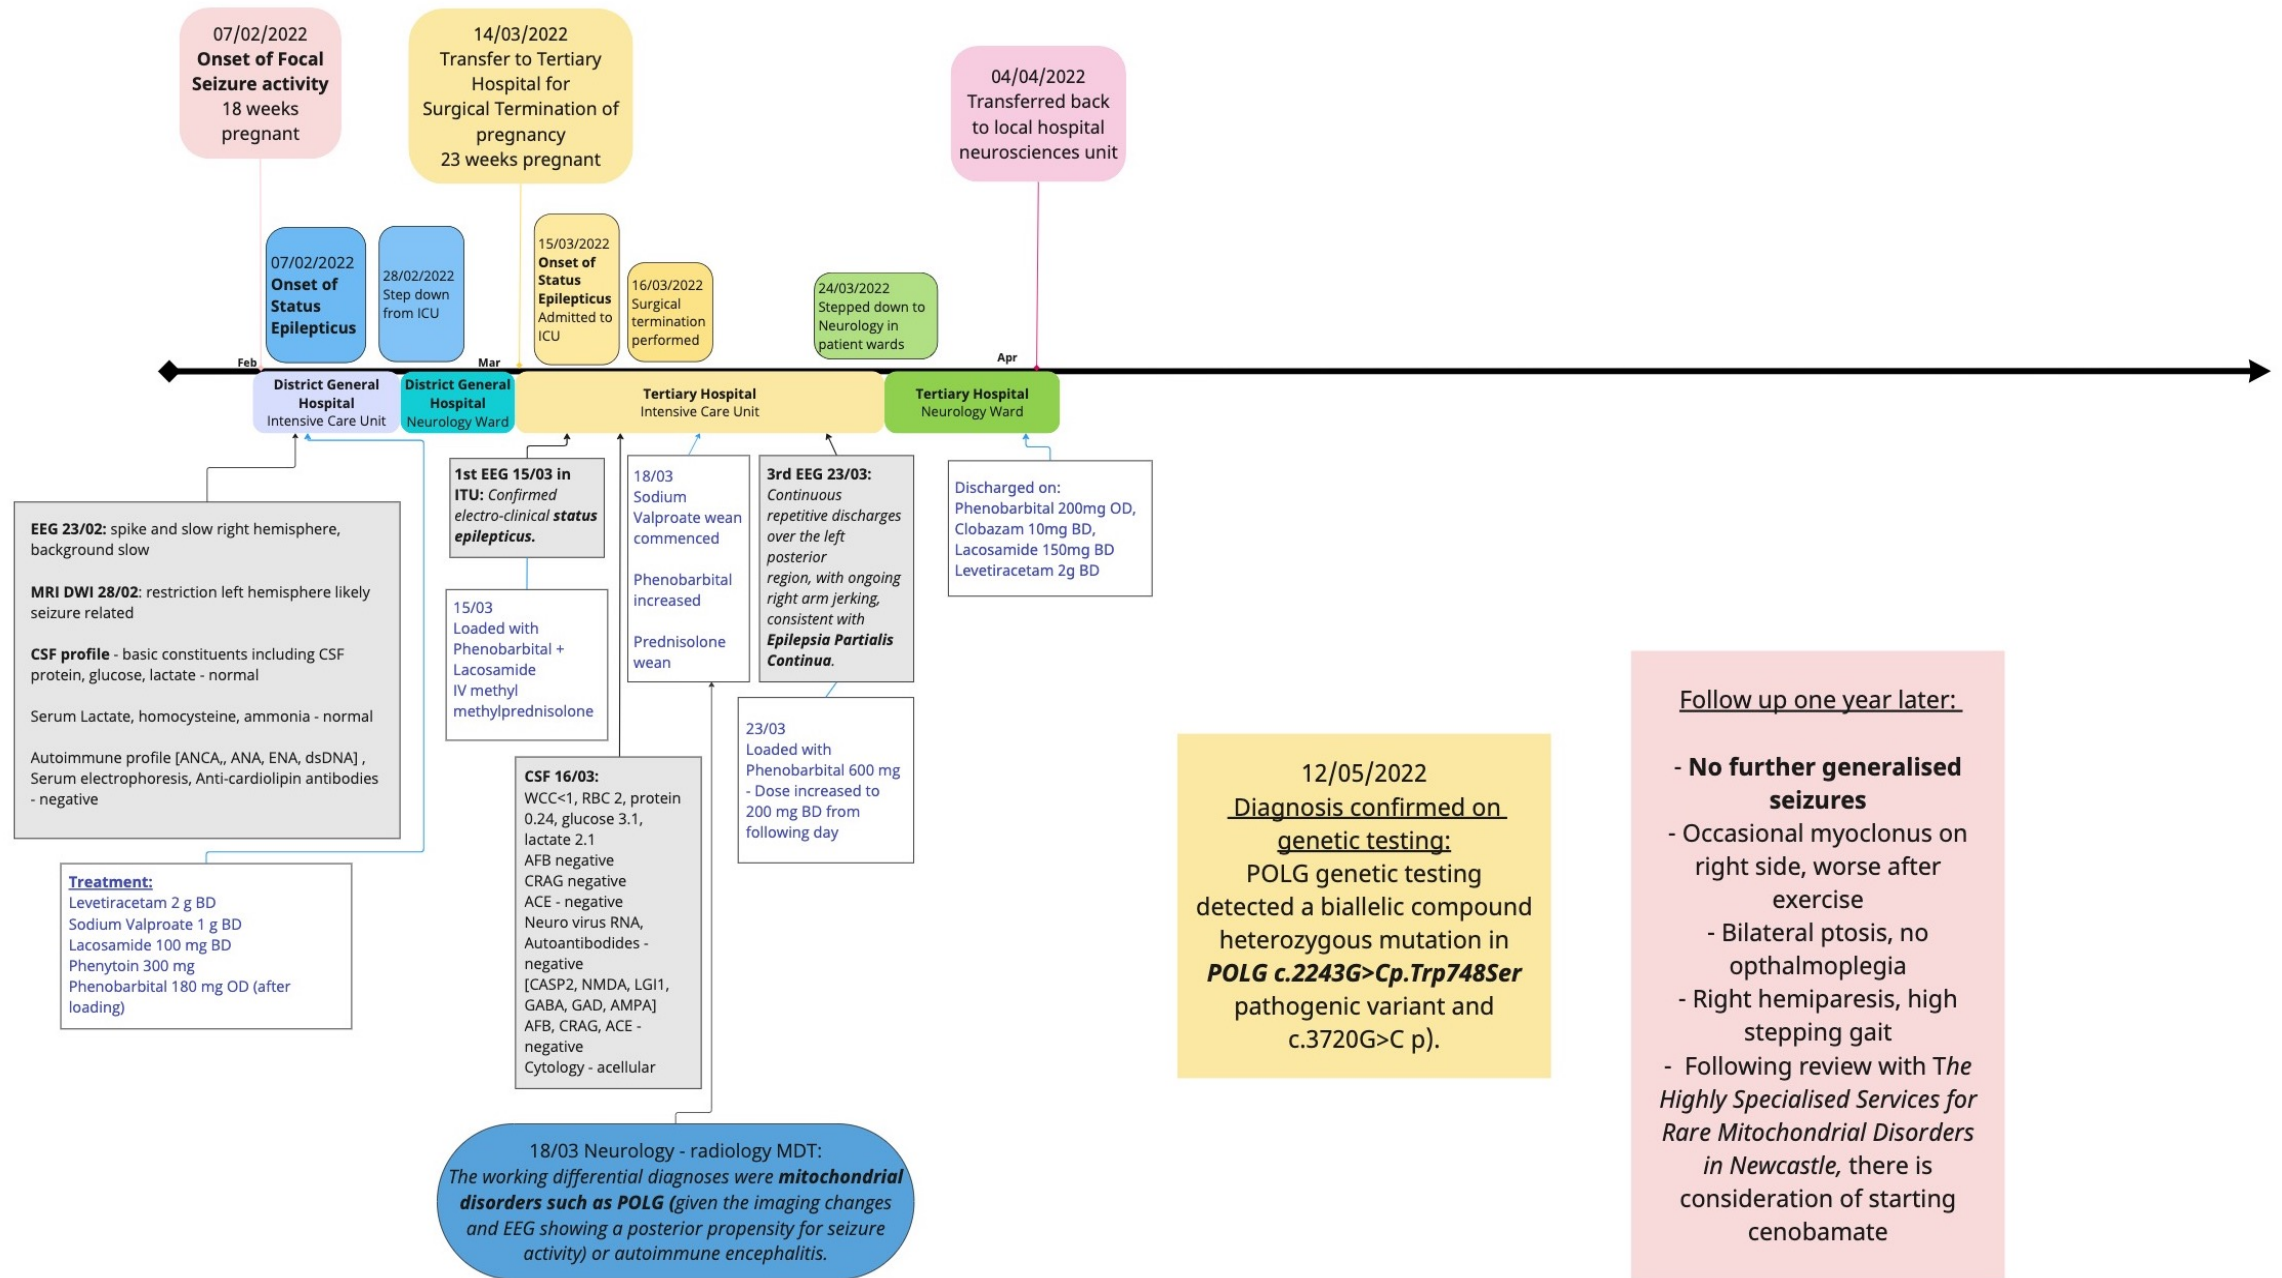 07/02/2022
Onset of Focal
Seizure activity
18 weeks
pregnant
14/03/2022
Transfer to Tertiary
Hospital for
Surgical Termination of
pregnancy
23 weeks pregnant
04/04/2022
Transferred back
to local hospital
neurosciences unit
07/02/2022
Onset of
Status
Epilepticus
28/02/2022
Step down
from ICU
15/03/2022
Onset of
Status
Epilepticus
Admitted to
ICU
16/03/2022
Surgical
termination
performed
24/03/2022
Stepped down to
Neurology in
patient wards
Feb
Mar
Apr
District General
Hospital
Intensive Care Unit
District General
Hospital
Neurology Ward
Tertiary Hospital
Intensive Care Unit
Tertiary Hospital
Neurology Ward
EEG 23/02: spike and slow right hemisphere,
background slow
MRI DWI 28/02: restriction left hemisphere likely
seizure related
CSF profile - basic constituents including CSF
protein, glucose, lactate - normal
Serum Lactate, homocysteine, ammonia - normal
Autoimmune profile [ANCA,, ANA, ENA, dsDNA] ,
Serum electrophoresis, Anti-cardiolipin antibodies
- negative
Treatment:
Levetiracetam 2 g BD
Sodium Valproate 1 g BD
Lacosamide 100 mg BD
Phenytoin 300 mg
Phenobarbital 180 mg OD (after
loading)
1st EEG 15/03 in
ITU: Confirmed
electro-clinical status
epilepticus.
15/03
Loaded with
Phenobarbital +
Lacosamide
IV methyl
methylprednisolone
CSF 16/03:
WCC<1, RBC 2, protein
0.24, glucose 3.1,
lactate 2.1
AFB negative
CRAG negative
ACE - negative
Neuro virus RNA,
Autoantibodides -
negative
[CASP2, NMDA, LGI1,
GABA, GAD, AMPA]
AFB, CRAG, ACE -
negative
Cytology - acellular
18/03
Sodium
Valproate wean
commenced
Phenobarbital
increased
Prednisolone
wean
3rd EEG 23/03:
Continuous
repetitive discharges
over the left
posterior
region, with ongoing
right arm jerking,
consistent with
Epilepsia Partialis
Continua.
23/03
Loaded with
Phenobarbital 600 mg
- Dose increased to
200 mg BD from
following day
Discharged on:
Phenobarbital 200mg OD,
Clobazam 10mg BD,
Lacosamide 150mg BD
Levetiracetam 2g BD
18/03 Neurology - radiology MDT:
The working differential diagnoses were mitochondrial
disorders such as POLG (given the imaging changes
and EEG showing a posterior propensity for seizure
activity) or autoimmune encephalitis.
12/05/2022
Diagnosis confirmed on
genetic testing:
POLG genetic testing
detected a biallelic compound
heterozygous mutation in
POLG c.2243G>Cp.Trp748Ser
pathogenic variant and
c.3720G>C p).
Follow up one year later:
- No further generalised
seizures
- Occasional myoclonus on
right side, worse after
exercise
- Bilateral ptosis, no
opthalmoplegia
- Right hemiparesis, high
stepping gait
- Following review with The
Highly Specialised Services for
Rare Mitochondrial Disorders
in Newcastle, there is
consideration of starting
cenobamate